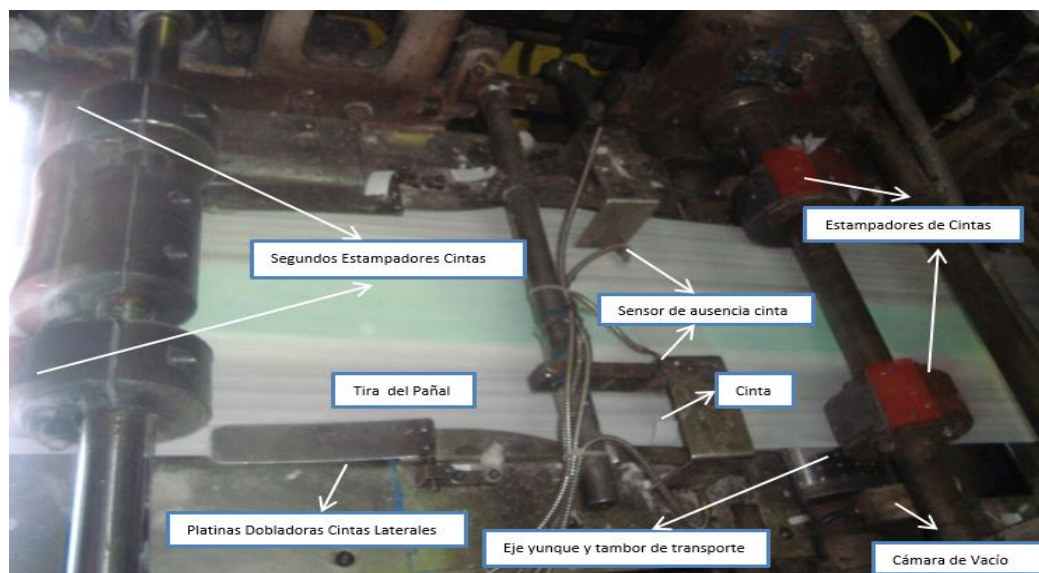 Estampadores de Cintas
Segundos Estampadores Cintas
Sensor de ausencia cinta
Tira del Pañal
Cinta
Platinas Dobladoras Cintas Laterales
Eje yunque y tambor de transporte
Cámara de Vacío